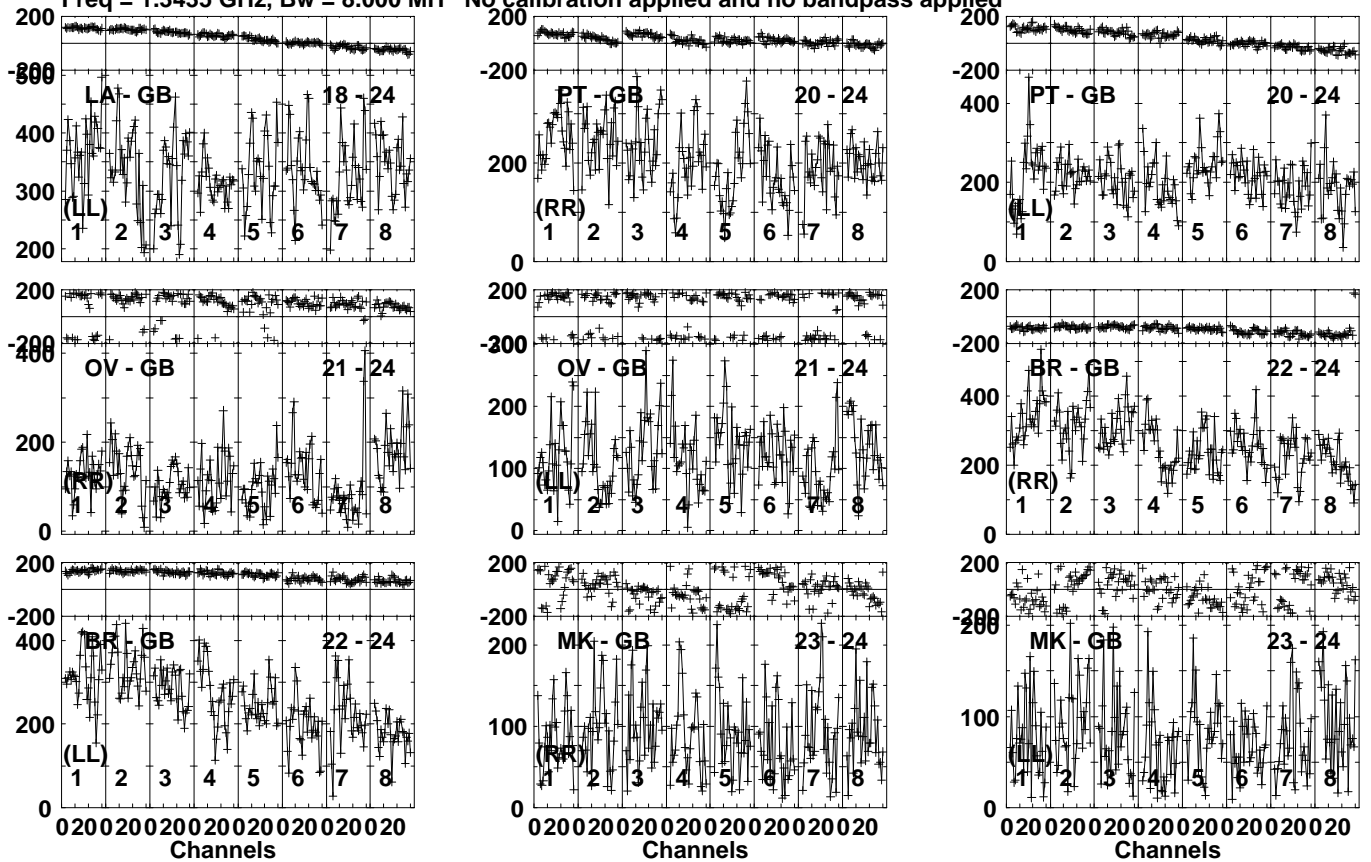 Freq = 1.3435 GHz, Bw = 8.000 MH No calibration applied and no bandpass applied
200 200 200
-200 -200 -200
500
LA - GB 18 - 24 PT - GB 20 - 24 PT - GB 20 - 24
400 400
300 200 200
(LL) (RR) (LL)
1 2 3 4 5 6 7 8 1 2 3 4 5 6 7 8 1 2 3 4 5 6 7 8
200 0 0
200 200 200
-200 -200 -200
400 300
OV - GB 21 - 24 OV - GB 21 - 24 BR - GB 22 - 24
200 400
200 100 200
(RR) (LL) (RR)
1 2 3 4 5 6 7 8 1 2 3 4 5 6 7 8 1 2 3 4 5 6 7 8
0 0 0
200 200 200
-200 -200 -200
200
BR - GB 22 - 24 MK - GB 23 - 24 MK - GB 23 - 24
400 200
200 100 100
(LL) (RR) (LL)
1 2 3 4 5 6 7 8 1 2 3 4 5 6 7 8 1 2 3 4 5 6 7 8
0 0 0
0 20 0 20 0 20 0 20 0 20 0 20 0 20 0 20 0 20 0 20 0 20 0 20 0 20 0 20 0 20 0 20 0 20 0 20 0 20 0 20 0 20 0 20 0 20 0 20
Channels Channels Channels